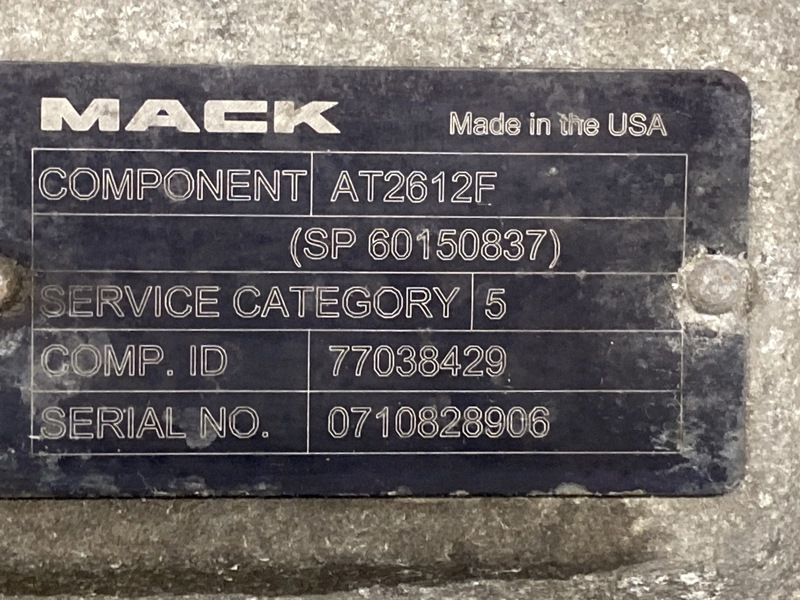 MACK
Made in the USA
COMPONENT AT2612F
(SP 60150837)
SERVICE CATEGORY 5
COMP. ID 77038429
SERIAL NO. 0710828906